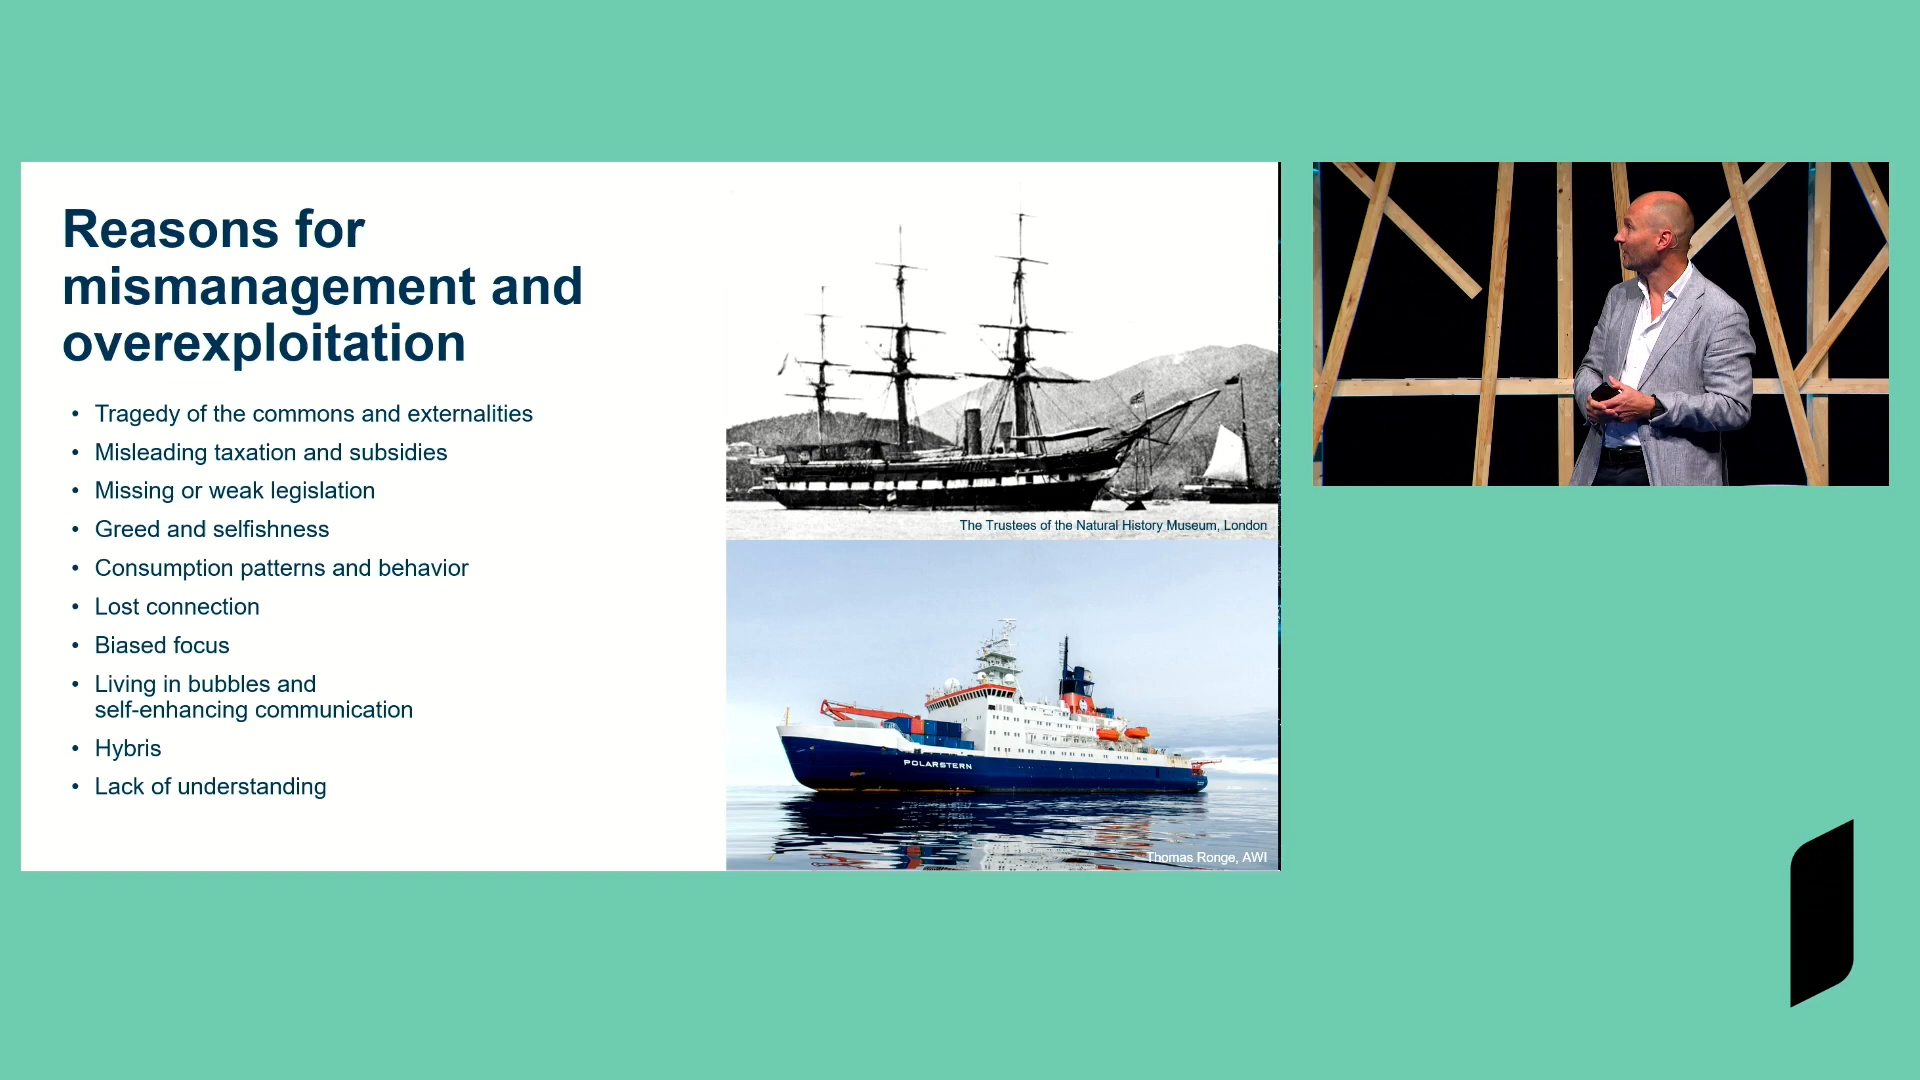 Reasons for
mismanagement and
overexploitation
• Tragedy of the commons and externalities
• Misleading taxation and subsidies
• Missing or weak legislation
• Greed and selfishness
• Consumption patterns and behavior
• Lost connection
• Biased focus
• Living in bubbles and
self-enhancing communication
• Hybris
• Lack of understanding
The Trustees of the Natural History Museum, London
POLARSTERN
Thomas Ronge, AWI